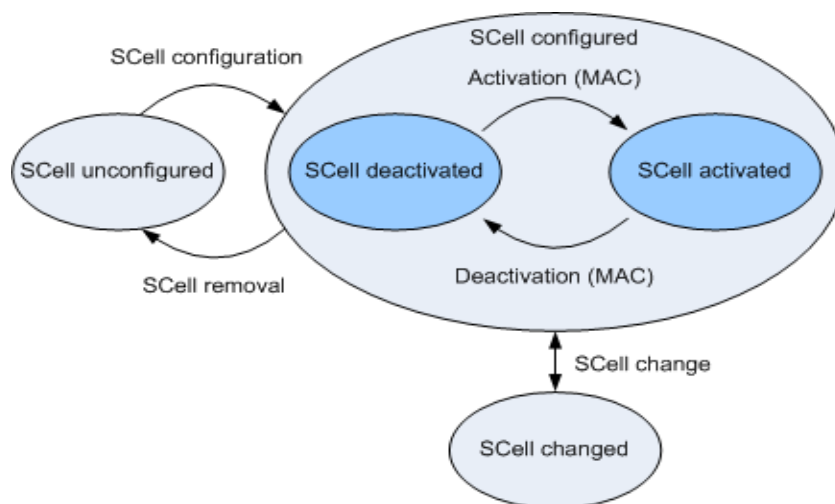 SCell configured
SCell configuration
Activation (MAC)
SCell unconfigured
SCell deactivated
SCell activated
SCell removal
Deactivation (MAC)
SCell change
SCell changed